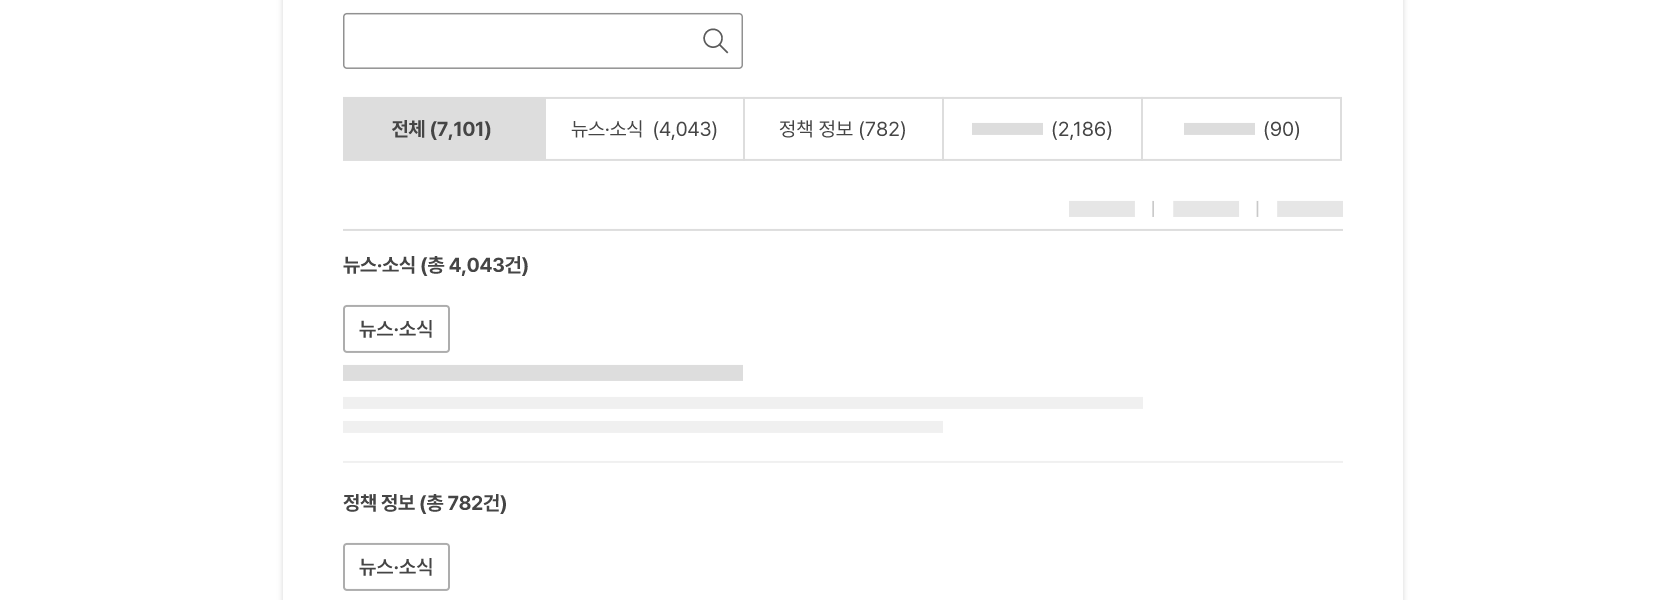 전체 (7,101) 뉴스·소식 (4,043) 정책 정보 (782) (2,186) (90)
뉴스·소식 (총 4,043건)
뉴스·소식
정책 정보 (총 782건)
뉴스·소식